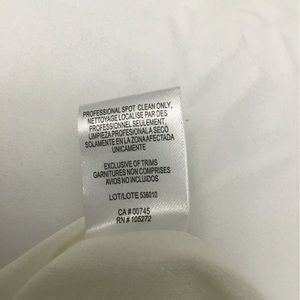 PROFESSIONAL SPOT CLEAN ONLY,
NETTOYAGE LOCALISE PAR DES
PROFESSIONNEL SEULEMENT,
LIMPIEZA PROFESIONAL A SECO
SOLAMENTE EN LA ZONA AFECTADA
UNICAMENTE
EXCLUSIVE OF TRIMS
GARNITURES NON COMPRISES
AVIOS NO INCLUIDOS
LOT/LOTE 536010
CA # 00745
RN # 105272